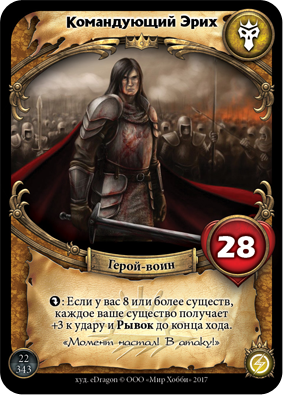 Командующий Эрих
28
Герой-воин
: Если у вас 8 или более существ,
каждое ваше существо получает
+3 к удару и Рывок до конца хода.
«Момент настал! В атаку!»
22
343
худ. eDragon © ООО «Мир Хобби» 2017